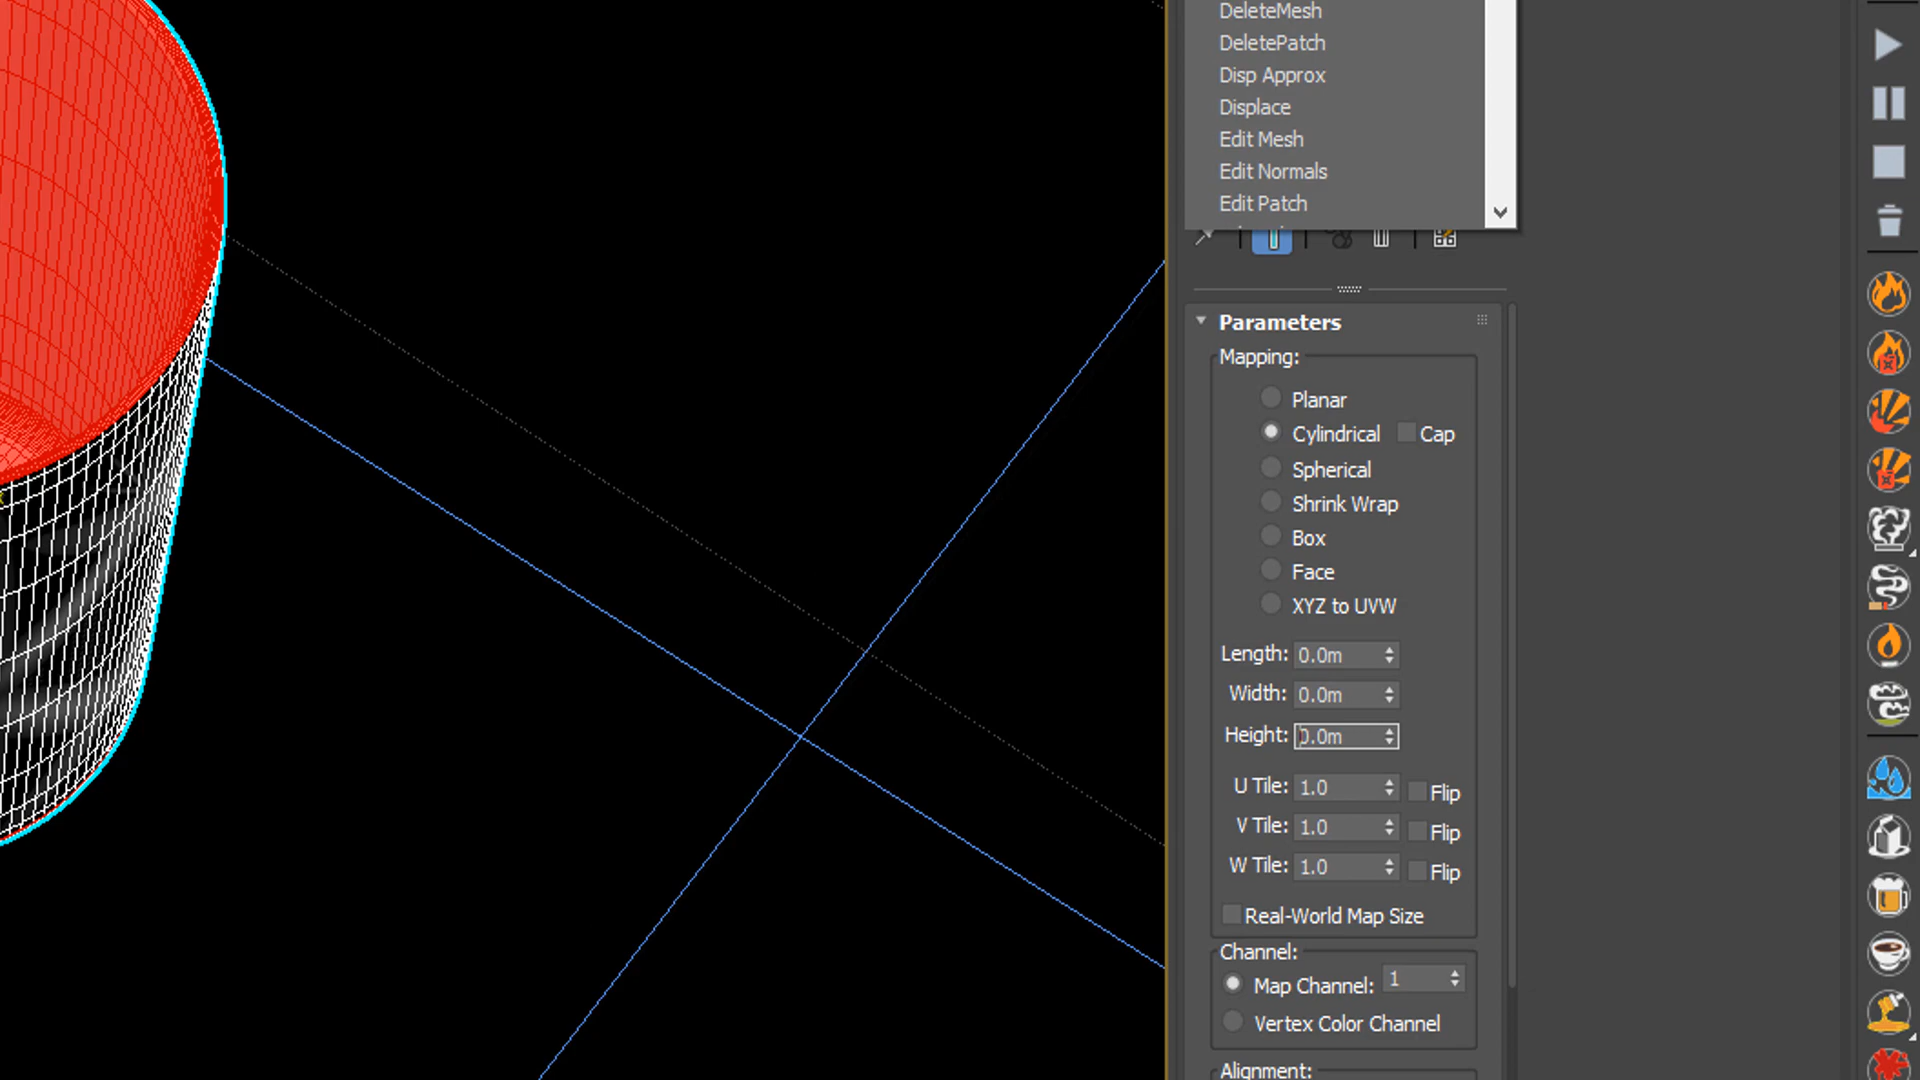 DeleteMesh
DeletePatch
Disp Approx
Displace
Edit Mesh
Edit Normals
Edit Patch
Parameters
Mapping:
Planar
Cylindrical Cap
Spherical
Shrink Wrap
Box
Face
XYZ to UVW
Length: 0.0m
Width: 0.0m
Height: 0.0m
U Tile: 1.0 Flip
V Tile: 1.0 Flip
W Tile: 1.0 Flip
Real-World Map Size
Channel:
Map Channel: 1
Vertex Color Channel
Alignment: